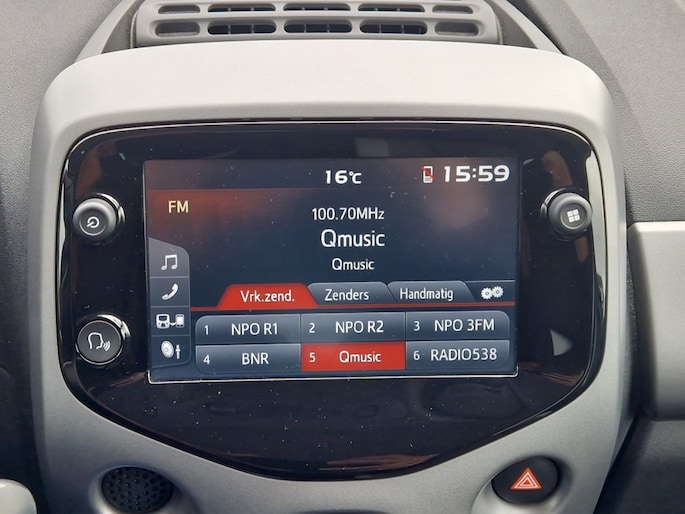 16°C 15:59
FM
100.70MHz
Qmusic
Qmusic
Vrk.zend. Zenders Handmatig
1 NPO R1 2 NPO R2 3 NPO 3FM
4 BNR 5 Qmusic 6 RADIO538